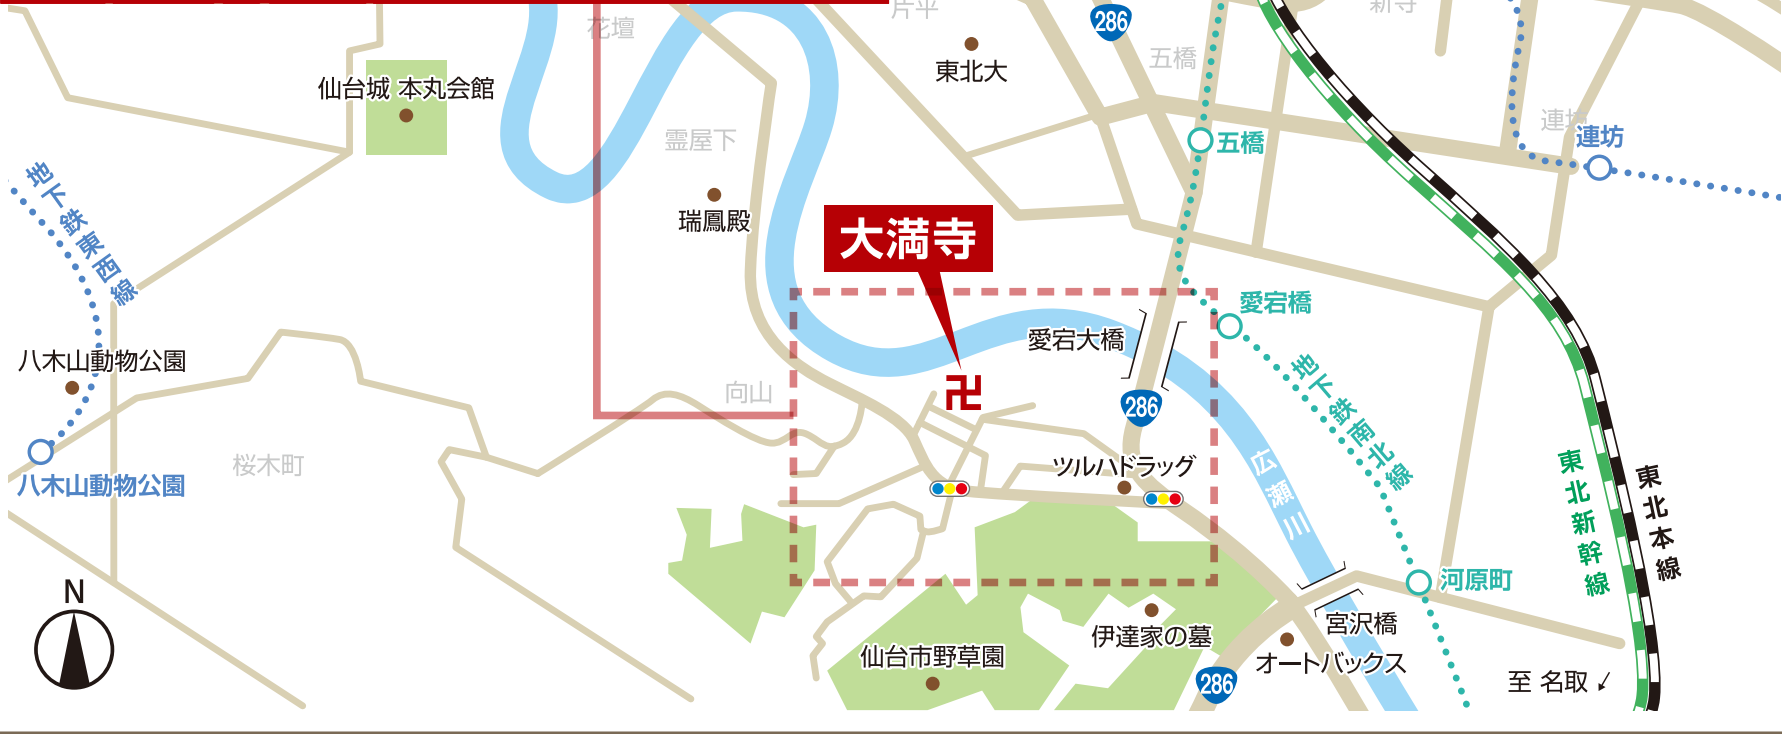 片平
新寺
花壇
286
五橋
東北大
仙台城 本丸会館
連坊
連坊
霊屋下
五橋
地下鉄東西線
瑞鳳殿
大満寺
愛宕橋
愛宕大橋
八木山動物公園
地下鉄南北線
向山
卍
286
桜木町
ツルハドラッグ
広瀬川
東北新幹線
東北本線
八木山動物公園
N
河原町
伊達家の墓
宮沢橋
仙台市野草園
オートバックス
286
至 名取